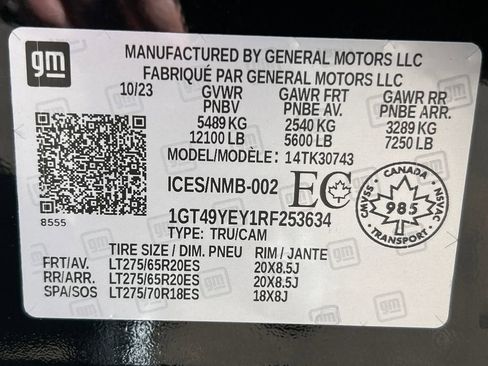 gm
MANUFACTURED BY GENERAL MOTORS LLC
FABRIQUÉ PAR GENERAL MOTORS LLC
10/23 GVWR GAWR FRT GAWR RR
PNBV PNBE AV. PNBE ARR.
5489 KG 2540 KG 3289 KG
12100 LB 5600 LB 7250 LB
MODEL/MODÈLE: 14TK30743
ICES/NMB-002 EC
8555
1GT49YEY1RF253634
TYPE: TRU/CAM
CANADA
SSVAC NSVAC
985
TRANSPORT
TIRE SIZE / DIM. PNEU RIM / JANTE
FRT/AV. LT275/65R20ES 20X8.5J
RR/ARR. LT275/65R20ES 20X8.5J
SPA/SOS LT275/70R18ES 18X8J